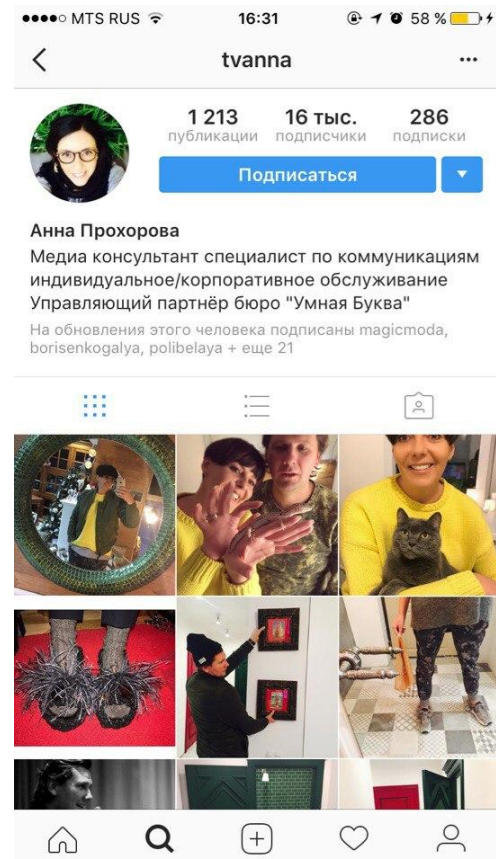 MTS RUS 16:31 58 %
tvanna
1 213 16 тыс. 286
публикации подписчики подписки
Подписаться
Анна Прохорова
Медиа консультант специалист по коммуникациям
индивидуальное/корпоративное обслуживание
Управляющий партнёр бюро "Умная Буква"
На обновления этого человека подписаны magicmoda,
borisenkogalya, polibelaya + еще 21